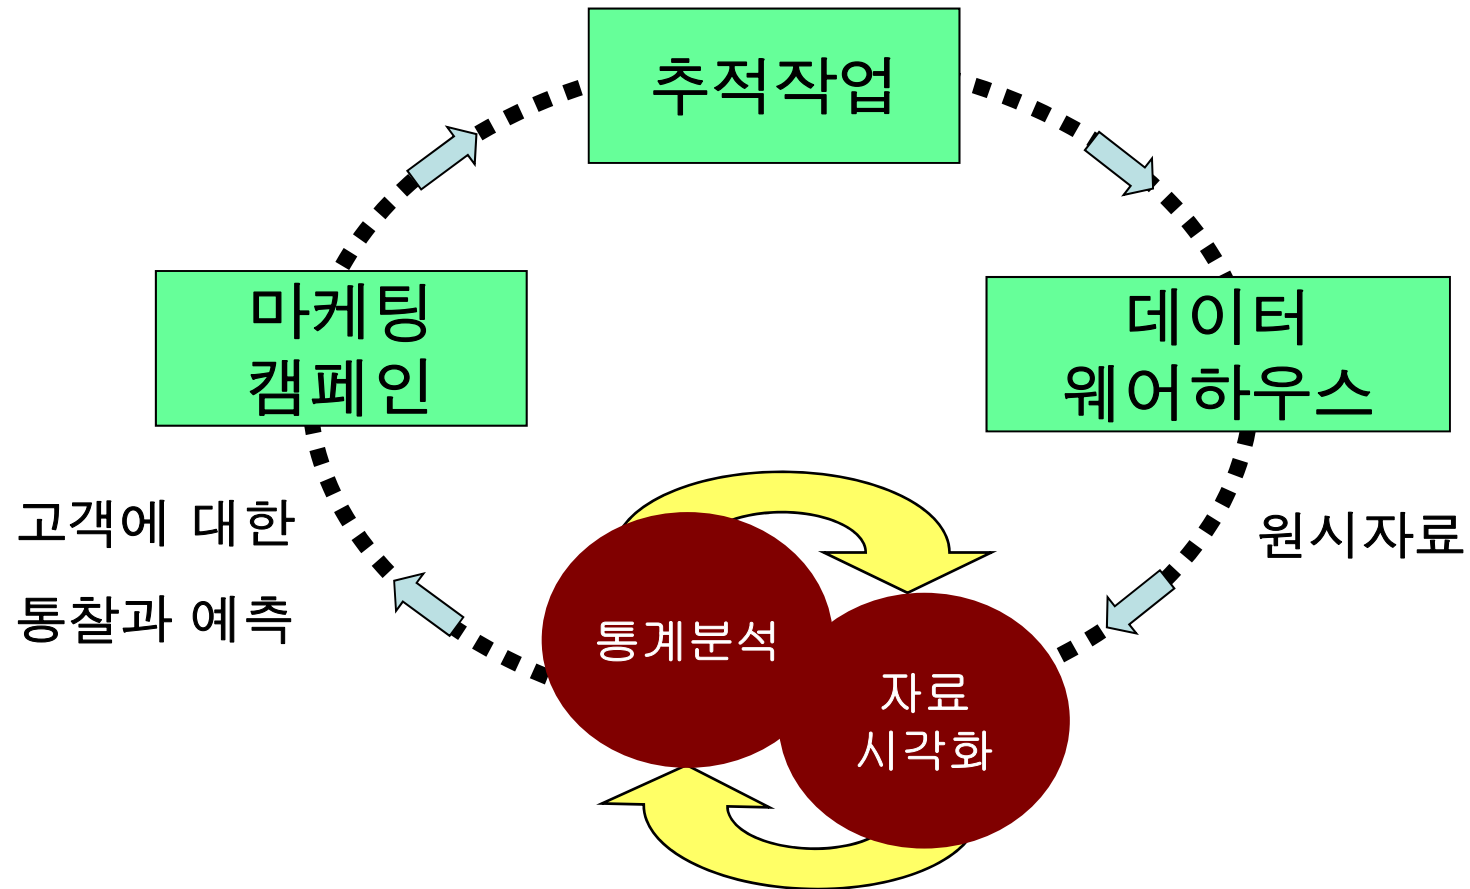 추적작업
마케팅
캠페인
데이터
웨어하우스
고객에 대한
통찰과 예측
원시자료
통계분석
자료
시각화